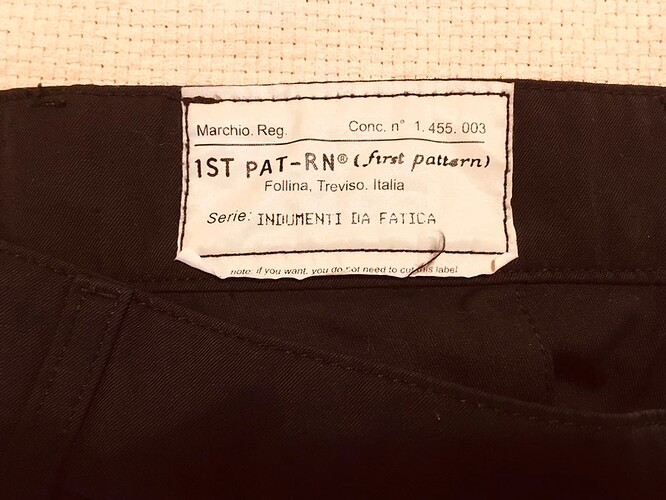 Marchio. Reg. Conc. n° 1. 455. 003
1ST PAT-RN® (first pattern)
Follina, Treviso. Italia
Serie: INDUMENTI DA FATICA
note: if you want, you do not need to cut this label